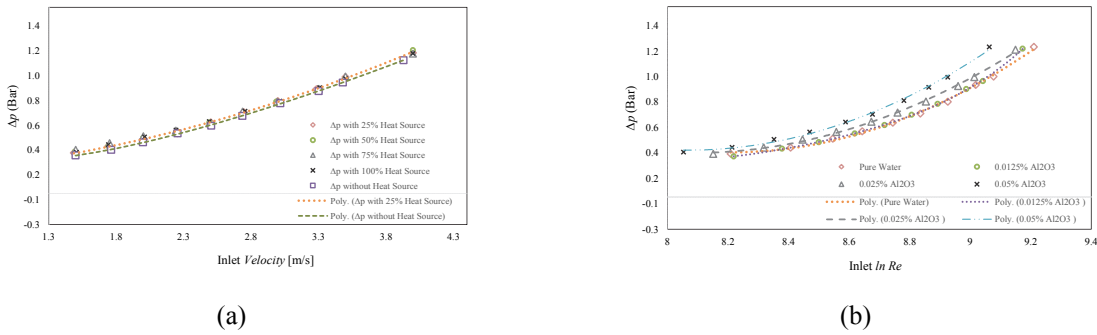 1.4
1.2
1.0
0.8
0.6
0.4
0.2
-0.1
-0.3
Δp (Bar)
1.3 1.8 2.3 2.8 3.3 3.8 4.3
Inlet Velocity [m/s]
Δp with 25% Heat Source
Δp with 50% Heat Source
Δp with 75% Heat Source
Δp with 100% Heat Source
Δp without Heat Source
Poly. (Δp with 25% Heat Source)
Poly. (Δp without Heat Source)
(a)
1.4
1.2
1.0
0.8
0.6
0.4
0.2
-0.1
-0.3
Δp (Bar)
8 8.2 8.4 8.6 8.8 9 9.2 9.4
Inlet ln Re
Pure Water 0.0125% Al2O3
0.025% Al2O3 0.05% Al2O3
Poly. (Pure Water) Poly. (0.0125% Al2O3 )
Poly. (0.025% Al2O3 ) Poly. (0.05% Al2O3 )
(b)